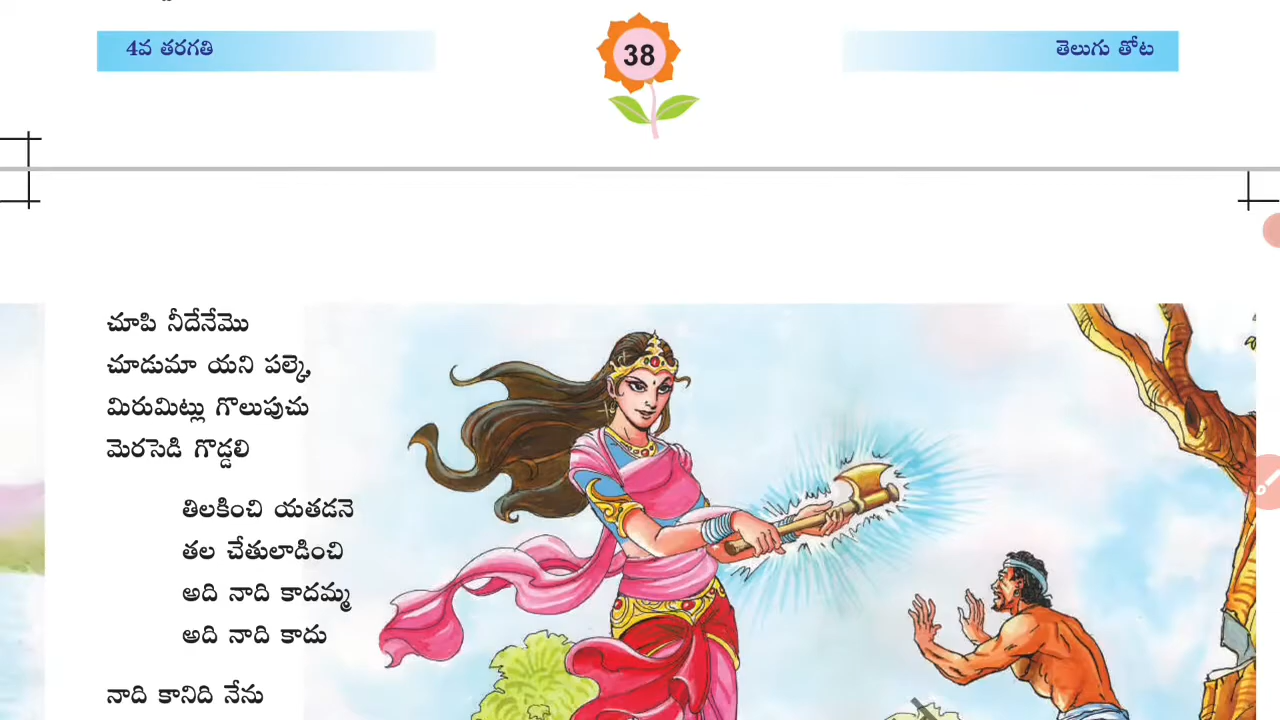 4వ తరగతి
38
తెలుగు తోట
చూపి నీదేనేమొ
చూడుమా యని పల్కె,
మిరుమిట్లు గొలుపుచు
మెరసెడి గొడ్డలి
తిలకించి యతడనె
తల చేతులాడించి
అది నాది కాదమ్మ
అది నాది కాదు
నాది కానిది నేను